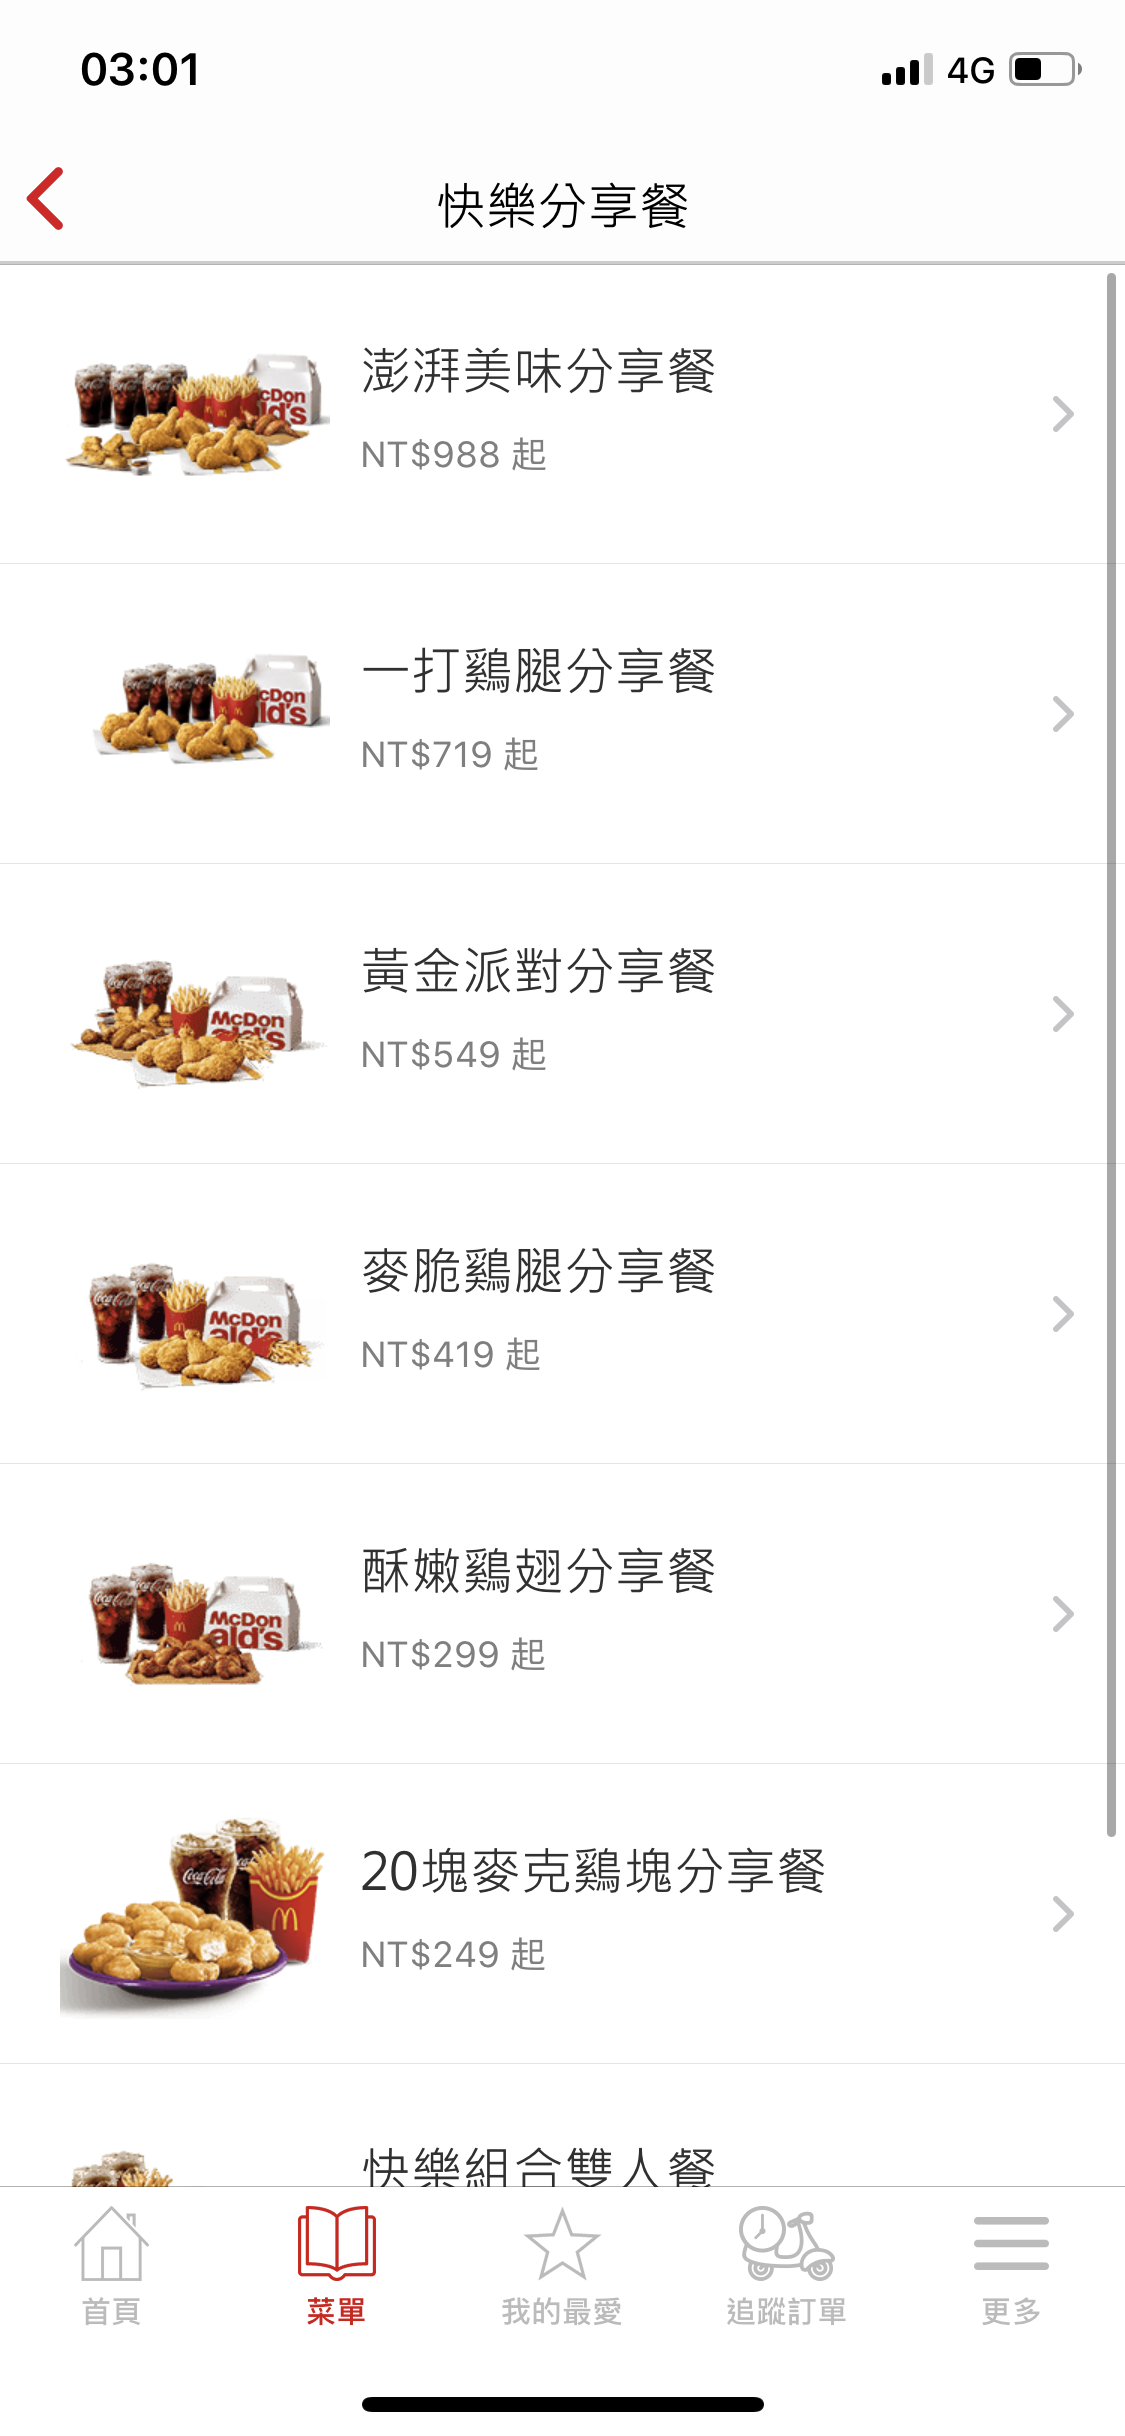 03:01
4G
快樂分享餐
澎湃美味分享餐
NT$988 起
一打鷄腿分享餐
NT$719 起
黃金派對分享餐
NT$549 起
麥脆鷄腿分享餐
NT$419 起
酥嫩鷄翅分享餐
NT$299 起
20塊麥克鷄塊分享餐
NT$249 起
快樂組合雙人餐
首頁
菜單
我的最愛
追蹤訂單
更多